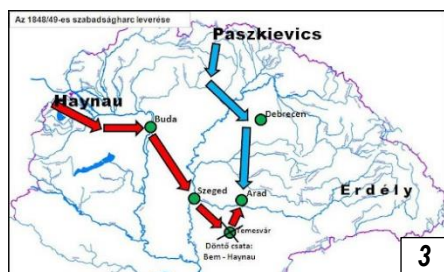 Az 1848/49-es szabadságharc leverése
Paszkievics
Haynau
Buda
Debrecen
Szeged
Arad
Erdély
Temesvár
Döntő csata:
Bem - Haynau
3